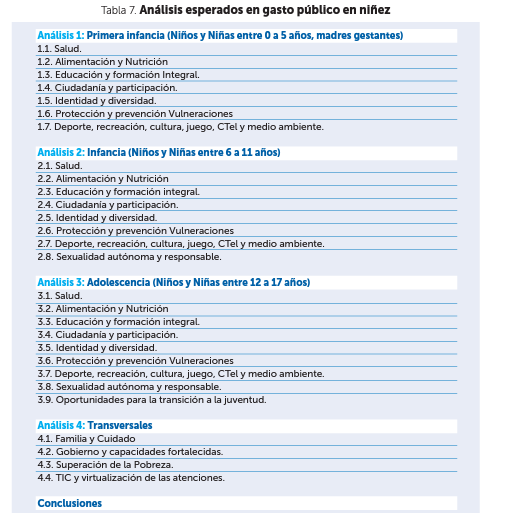 Tabla 7. Análisis esperados en gasto público en niñez
Análisis 1: Primera infancia (Niños y Niñas entre 0 a 5 años, madres gestantes)
1.1. Salud.
1.2. Alimentación y Nutrición
1.3. Educación y formación Integral.
1.4. Ciudadanía y participación.
1.5. Identidad y diversidad.
1.6. Protección y prevención Vulneraciones
1.7. Deporte, recreación, cultura, juego, CTel y medio ambiente.
Análisis 2: Infancia (Niños y Niñas entre 6 a 11 años)
2.1. Salud.
2.2. Alimentación y Nutrición
2.3. Educación y formación integral.
2.4. Ciudadanía y participación.
2.5. Identidad y diversidad.
2.6. Protección y prevención Vulneraciones
2.7. Deporte, recreación, cultura, juego, CTel y medio ambiente.
2.8. Sexualidad autónoma y responsable.
Análisis 3: Adolescencia (Niños y Niñas entre 12 a 17 años)
3.1. Salud.
3.2. Alimentación y Nutrición
3.3. Educación y formación integral.
3.4. Ciudadanía y participación.
3.5. Identidad y diversidad.
3.6. Protección y prevención Vulneraciones
3.7. Deporte, recreación, cultura, juego, CTel y medio ambiente.
3.8. Sexualidad autónoma y responsable.
3.9. Oportunidades para la transición a la juventud.
Análisis 4: Transversales
4.1. Familia y Cuidado
4.2. Gobierno y capacidades fortalecidas.
4.3. Superación de la Pobreza.
4.4. TIC y virtualización de las atenciones.
Conclusiones